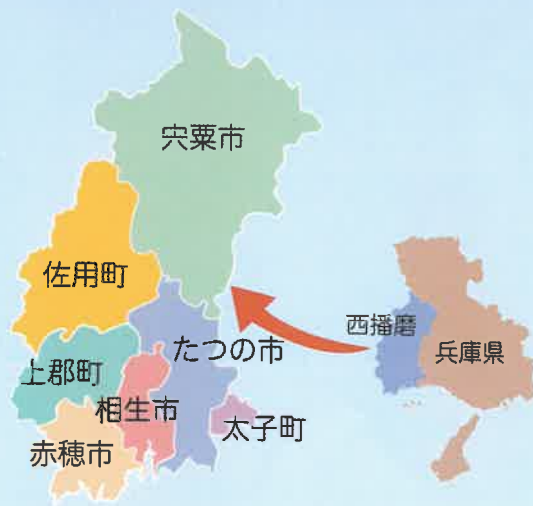 宍粟市
佐用町
たつの市
上郡町
相生市
太子町
赤穂市
西播磨
兵庫県